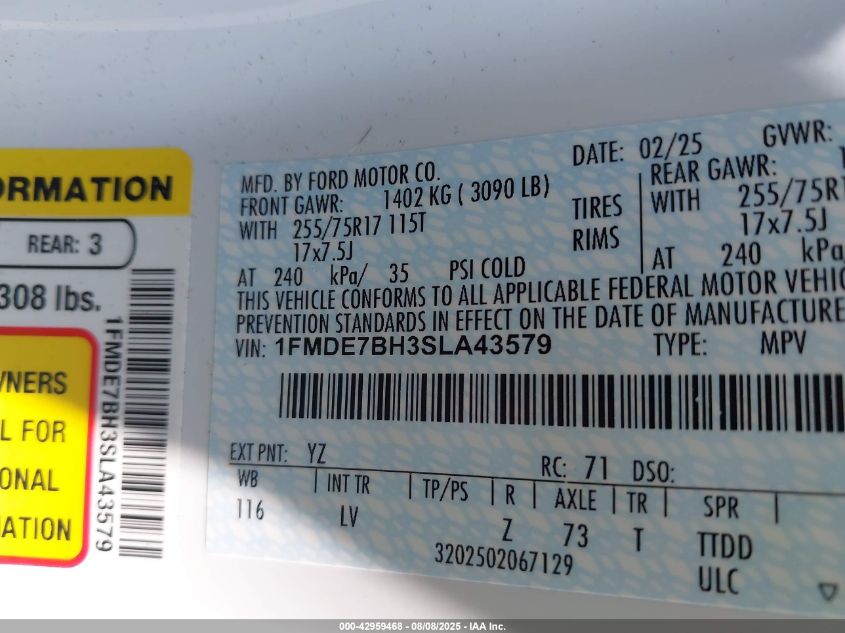 ORMATION
REAR: 3
308 lbs.
WNERS
L FOR
ONAL
MATION
1FMDE7BH3SLA43579
MFD. BY FORD MOTOR CO.
DATE: 02/25 GVWR:
FRONT GAWR: 1402 KG ( 3090 LB) REAR GAWR:
WITH 255/75R17 115T TIRES WITH 255/75R1
17x7.5J RIMS 17x7.5J
AT 240 kPa/ 35 PSI COLD AT 240 kPa
THIS VEHICLE CONFORMS TO ALL APPLICABLE FEDERAL MOTOR VEHIC
PREVENTION STANDARDS IN EFFECT ON THE DATE OF MANUFACTURE
VIN: 1FMDE7BH3SLA43579 TYPE: MPV
EXT PNT: YZ RC: 71 DSO:
WB INT TR TP/PS R AXLE TR SPR
116 LV Z 73 T TTDD
3202502067129 ULC
000-42959468 - 08/08/2025 - IAA Inc.